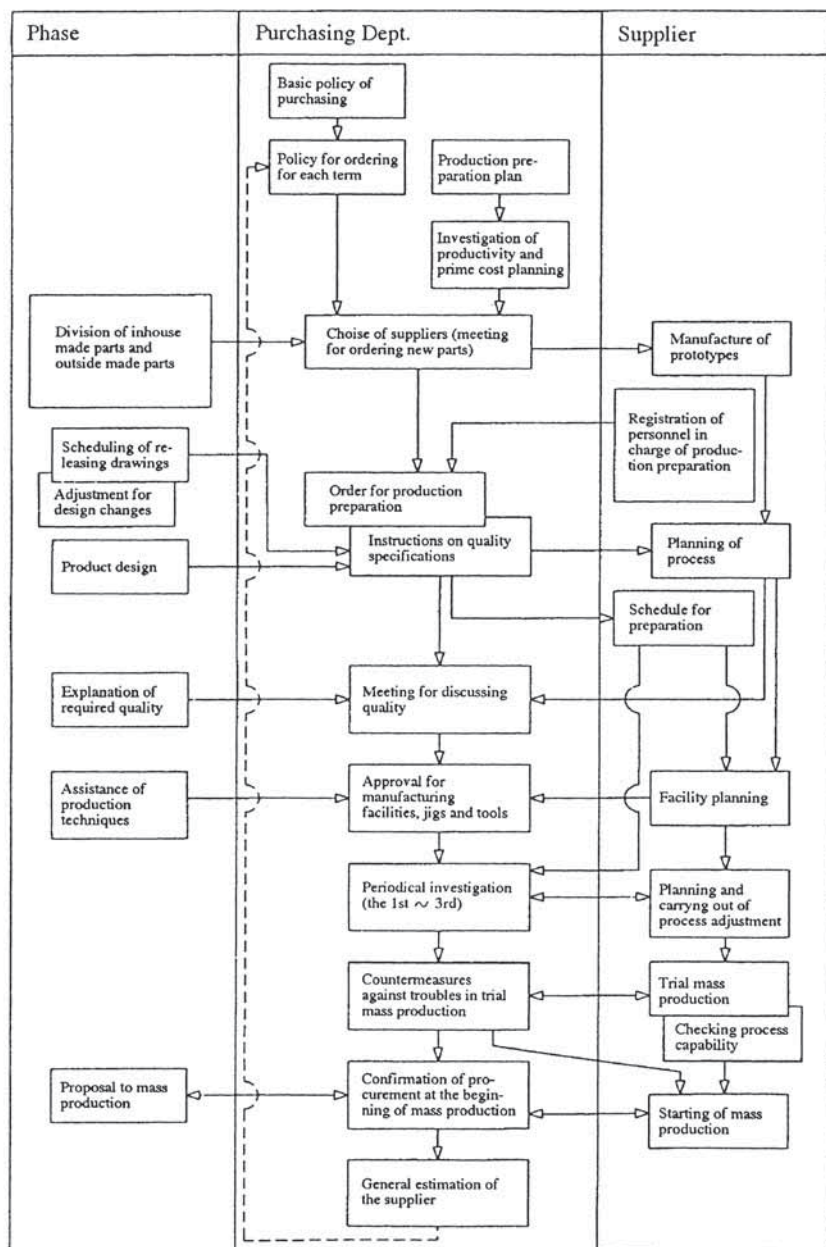 Phase
Purchasing Dept.
Supplier
Basic policy of
purchasing
Policy for ordering
for each term
Production pre-
paration plan
Investigation of
productivity and
prime cost planning
Division of inhouse
made parts and
outside made parts
Choise of suppliers (meeting
for ordering new parts)
Manufacture of
prototypes
Registration of
personnel in
charge of produc-
tion preparation
Scheduling of re-
leasing drawings
Adjustment for
design changes
Order for production
preparation
Instructions on quality
specifications
Planning of
process
Product design
Schedule for
preparation
Explanation of
required quality
Meeting for discussing
quality
Assistance of
production
techniques
Approval for
manufacturing
facilities, jigs and tools
Facility planning
Periodical investigation
(the 1st ~ 3rd)
Planning and
carryng out of
process adjustment
Countermeasures
against troubles in trial
mass production
Trial mass
production
Checking process
capability
Proposal to mass
production
Confirmation of pro-
curement at the begin-
ning of mass production
Starting of mass
production
General estimation of
the supplier